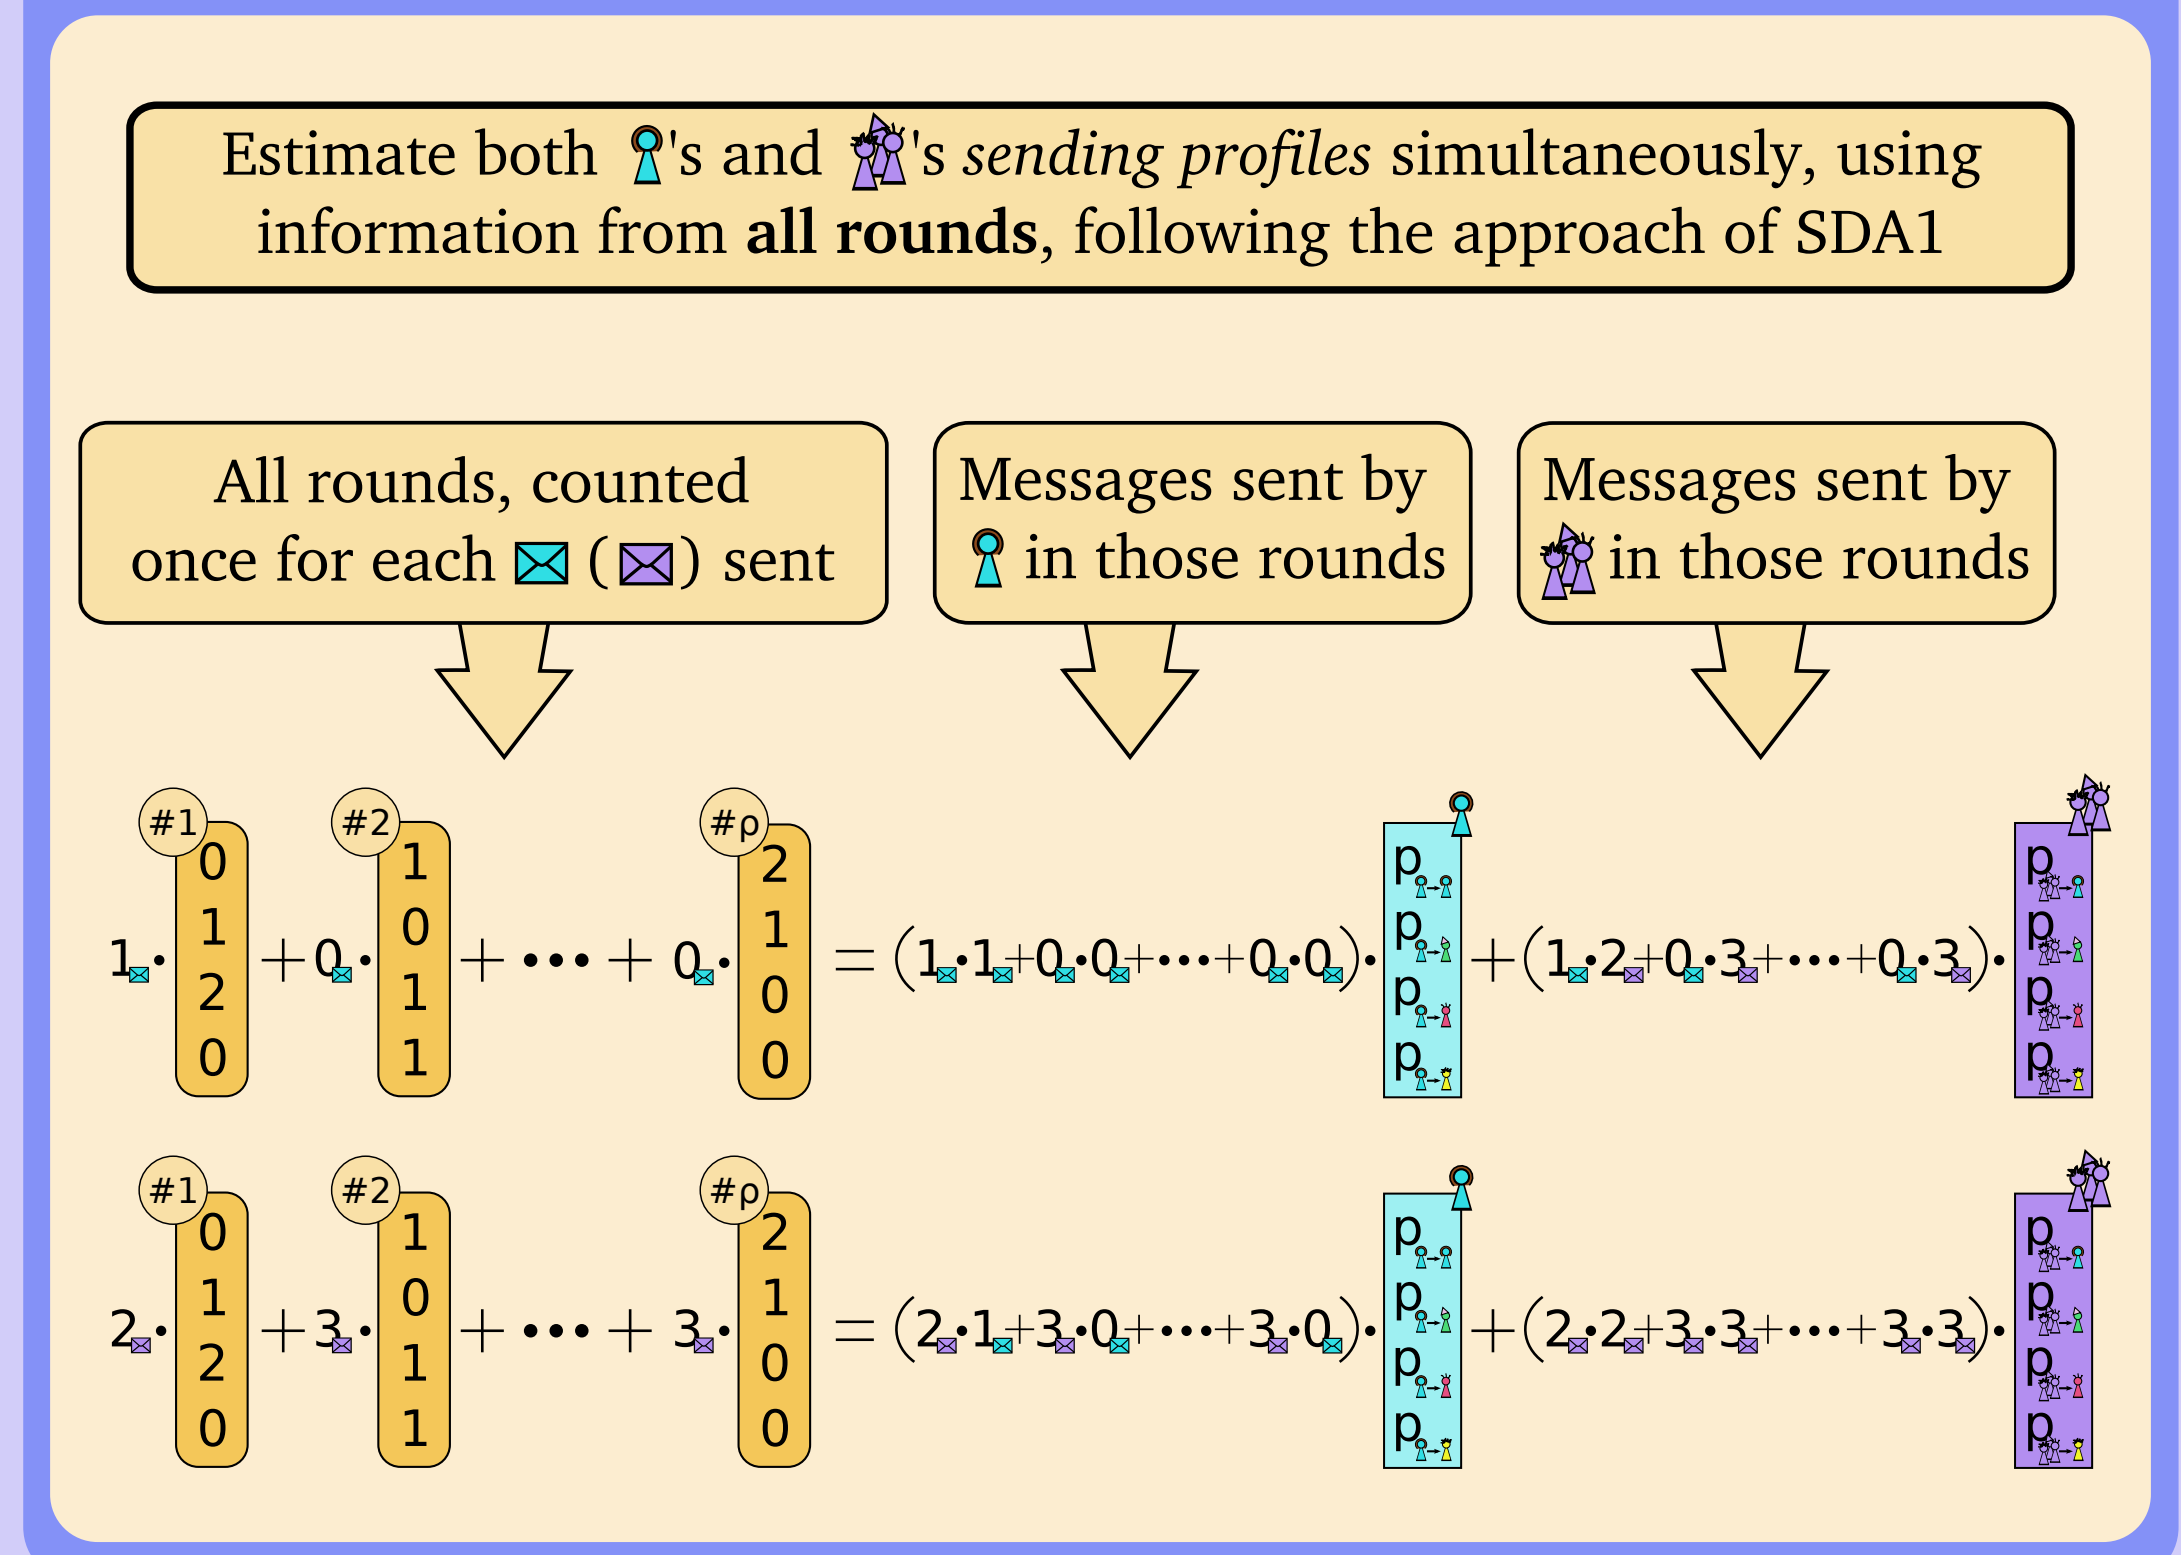 Estimate both 's and 's sending profiles simultaneously, using
information from all rounds, following the approach of SDA1
All rounds, counted
once for each ( ) sent
Messages sent by
in those rounds
Messages sent by
in those rounds
#1 #2 #ρ
0 1 2 p p
1 0 1 p p
1· + 0· + ••• + 0· = (1·1+0·0+•••+0·0)· + (1·2+0·3+•••+0·3)·
2 1 0 p p
0 1 0 p p
#1 #2 #ρ
0 1 2 p p
1 0 1 p p
2· + 3· + ••• + 3· = (2·1+3·0+•••+3·0)· + (2·2+3·3+•••+3·3)·
2 1 0 p p
0 1 0 p p